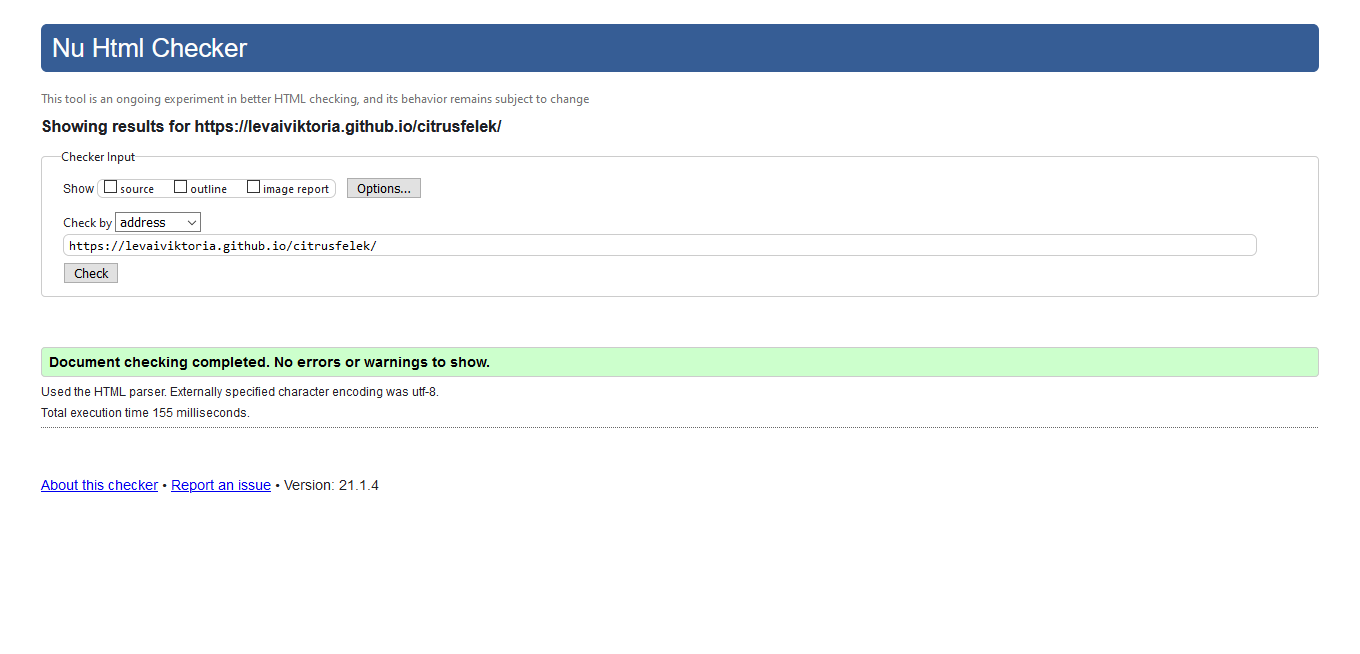 Nu Html Checker
This tool is an ongoing experiment in better HTML checking, and its behavior remains subject to change
Showing results for https://levaiviktoria.github.io/citrusfelek/
Checker Input
Show source outline image report Options...
Check by address
https://levaiviktoria.github.io/citrusfelek/
Check
Document checking completed. No errors or warnings to show.
Used the HTML parser. Externally specified character encoding was utf-8.
Total execution time 155 milliseconds.
About this checker • Report an issue • Version: 21.1.4